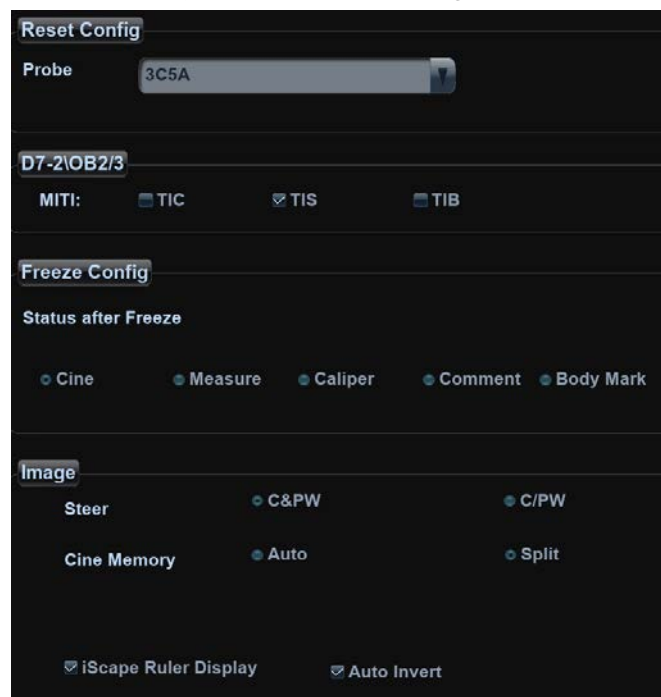 Reset Config
Probe 3C5A
D7-2\OB2/3
MITI: TIC TIS TIB
Freeze Config
Status after Freeze
Cine Measure Caliper Comment Body Mark
Image
Steer C&PW C/PW
Cine Memory Auto Split
iScape Ruler Display Auto Invert